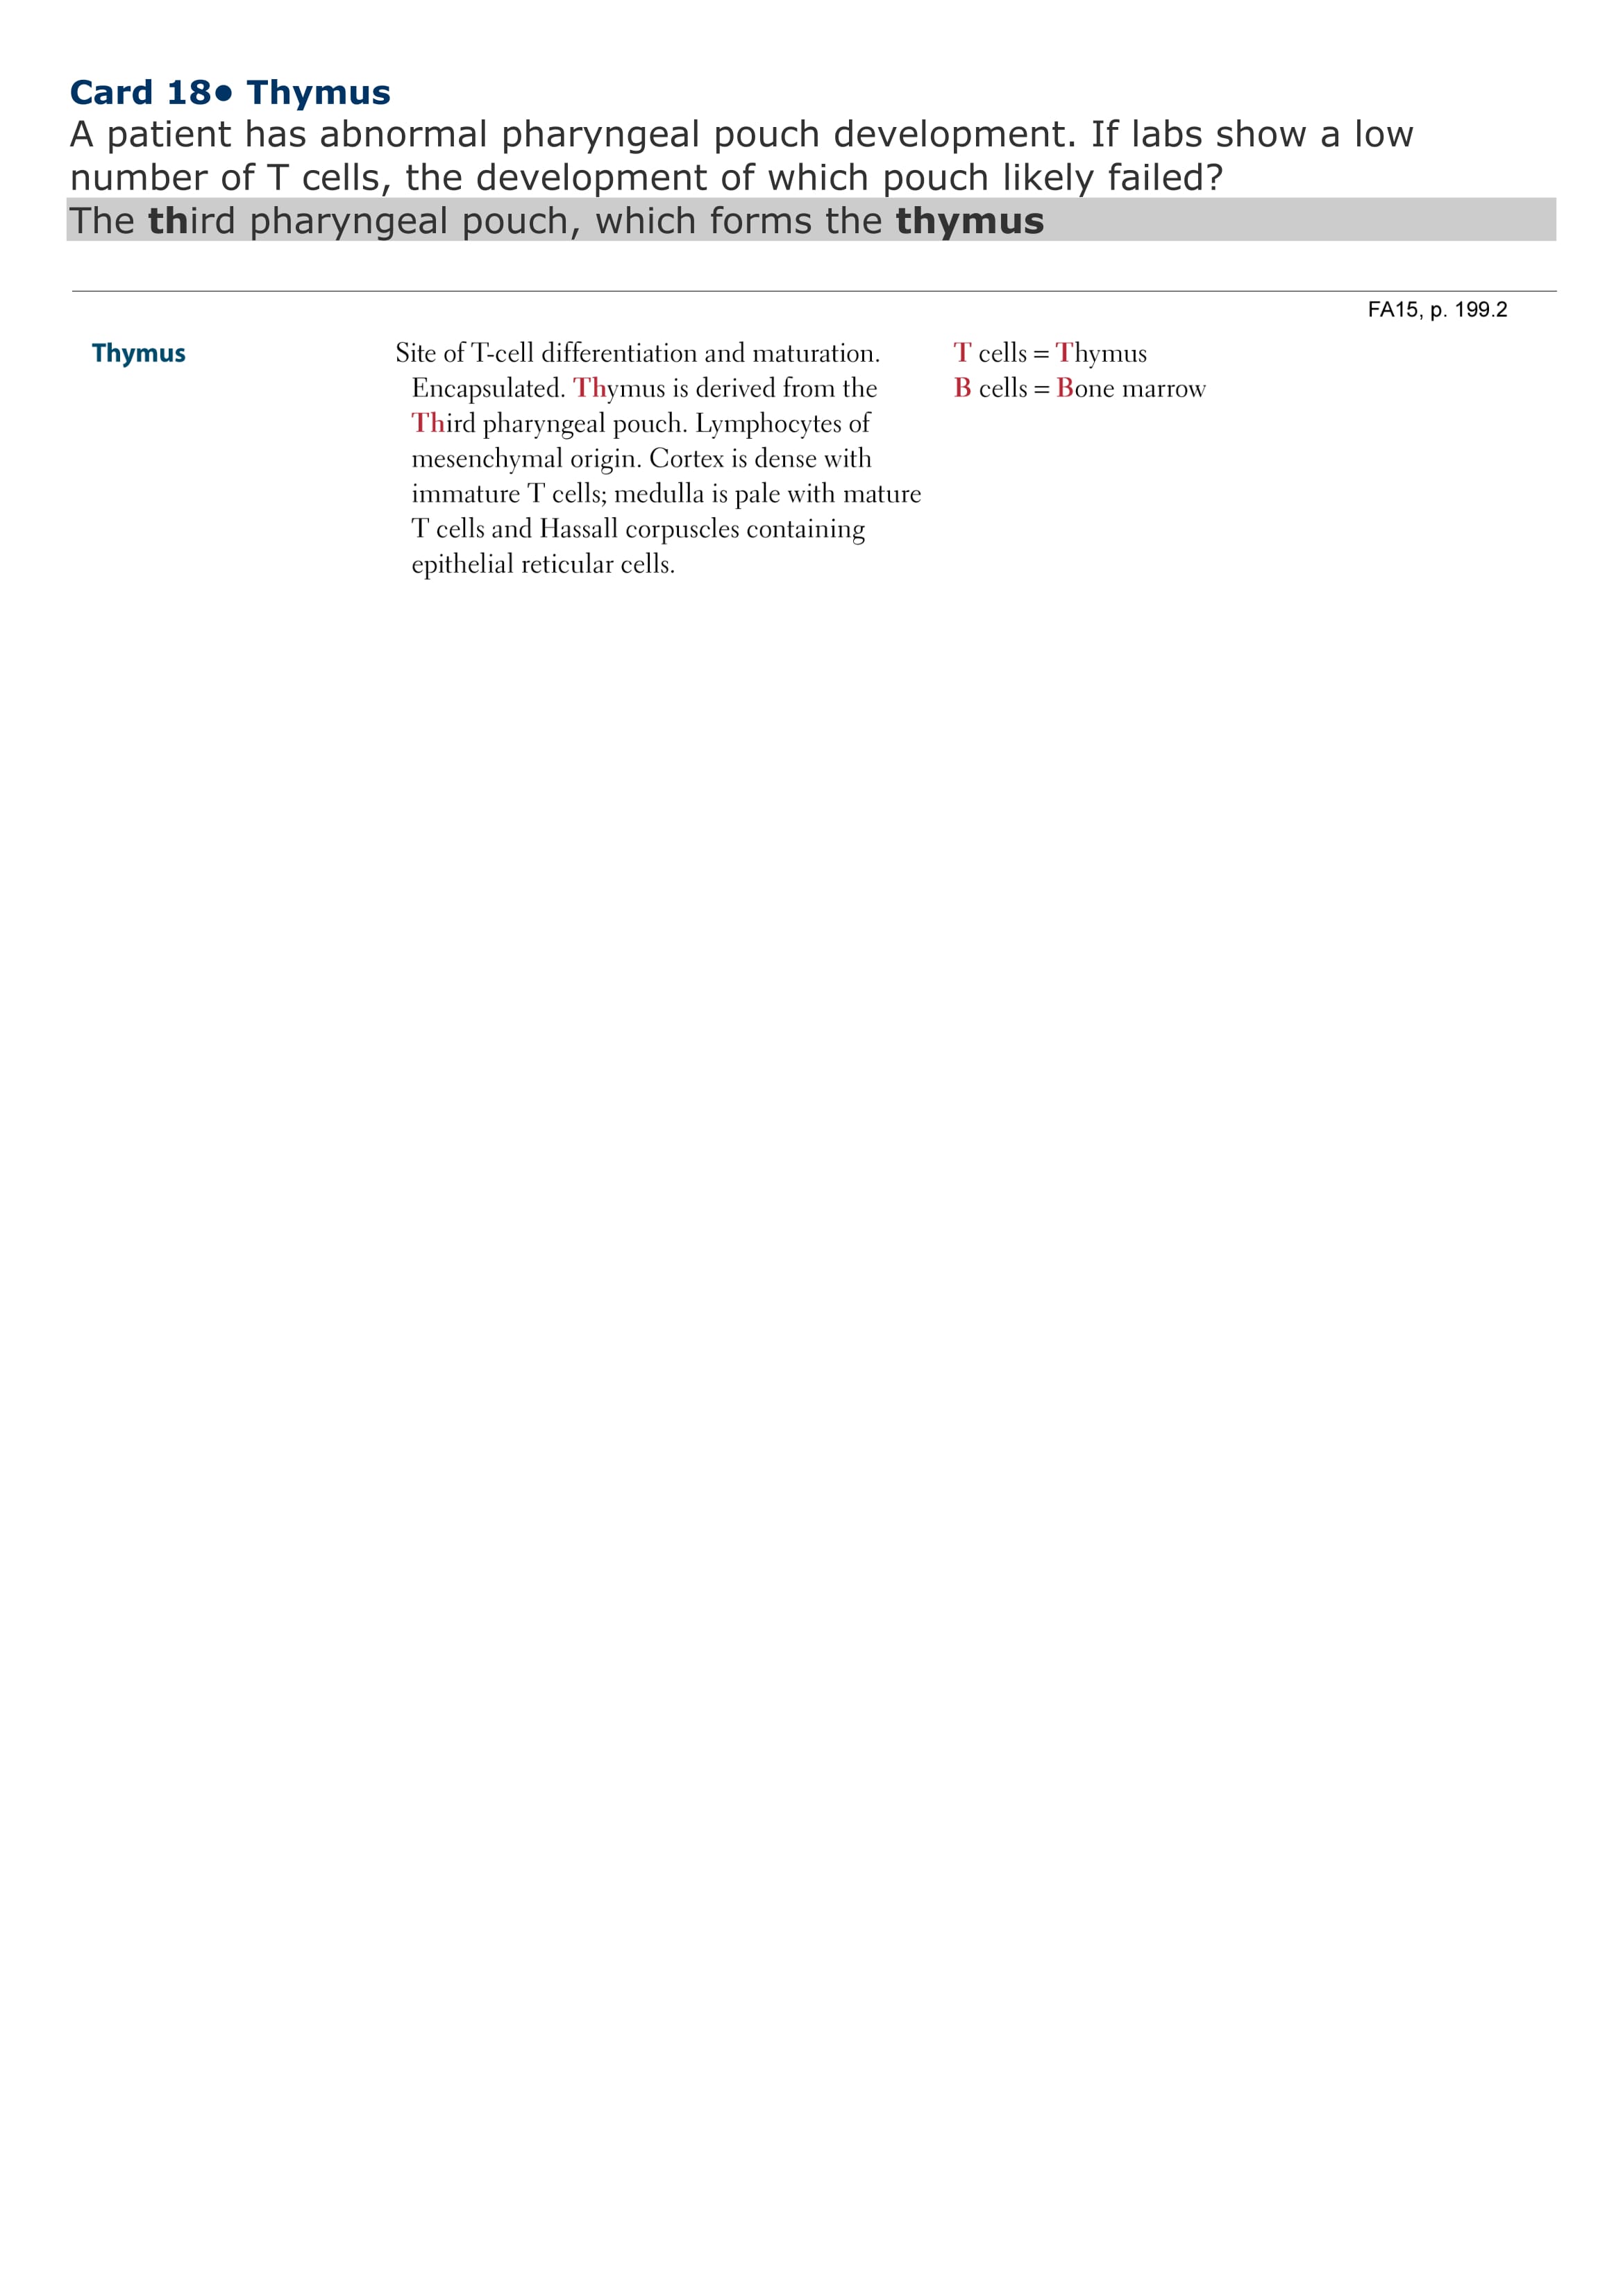 Card 18● Thymus
A patient has abnormal pharyngeal pouch development. If labs show a low
number of T cells, the development of which pouch likely failed?
The third pharyngeal pouch, which forms the thymus
FA15, p. 199.2
Thymus
Site of T-cell differentiation and maturation.
Encapsulated. Thymus is derived from the
Third pharyngeal pouch. Lymphocytes of
mesenchymal origin. Cortex is dense with
immature T cells; medulla is pale with mature
T cells and Hassall corpuscles containing
epithelial reticular cells.
T cells = Thymus
B cells = Bone marrow